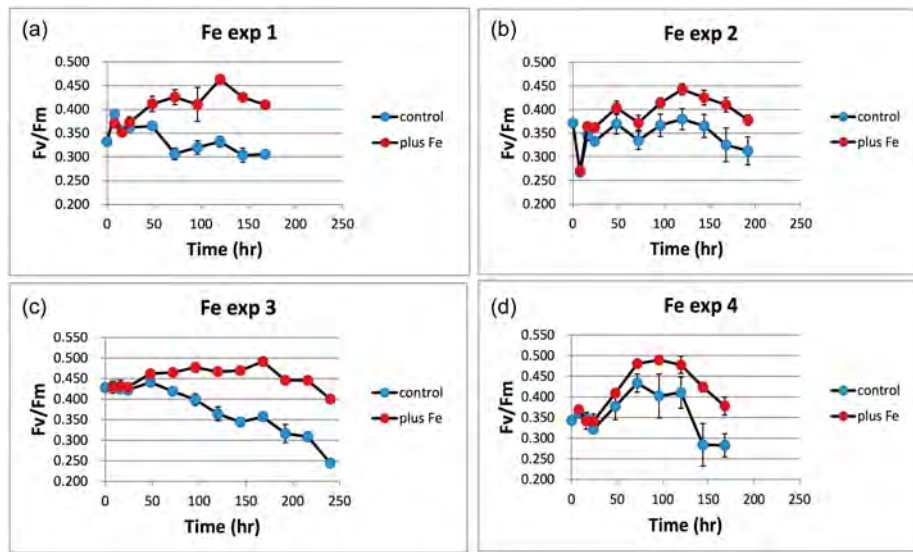 (a)
Fe exp 1
0.500
0.450
0.400
0.350
0.300
0.250
0.200
Fv/Fm
0 50 100 150 200 250
Time (hr)
control
plus Fe
(b)
Fe exp 2
0.500
0.450
0.400
0.350
0.300
0.250
0.200
Fv/Fm
0 50 100 150 200 250
Time (hr)
control
plus Fe
(c)
Fe exp 3
0.550
0.500
0.450
0.400
0.350
0.300
0.250
0.200
Fv/Fm
0 50 100 150 200 250
Time (hr)
control
plus Fe
(d)
Fe exp 4
0.550
0.500
0.450
0.400
0.350
0.300
0.250
0.200
Fv/Fm
0 50 100 150 200
Time (hr)
control
plus Fe